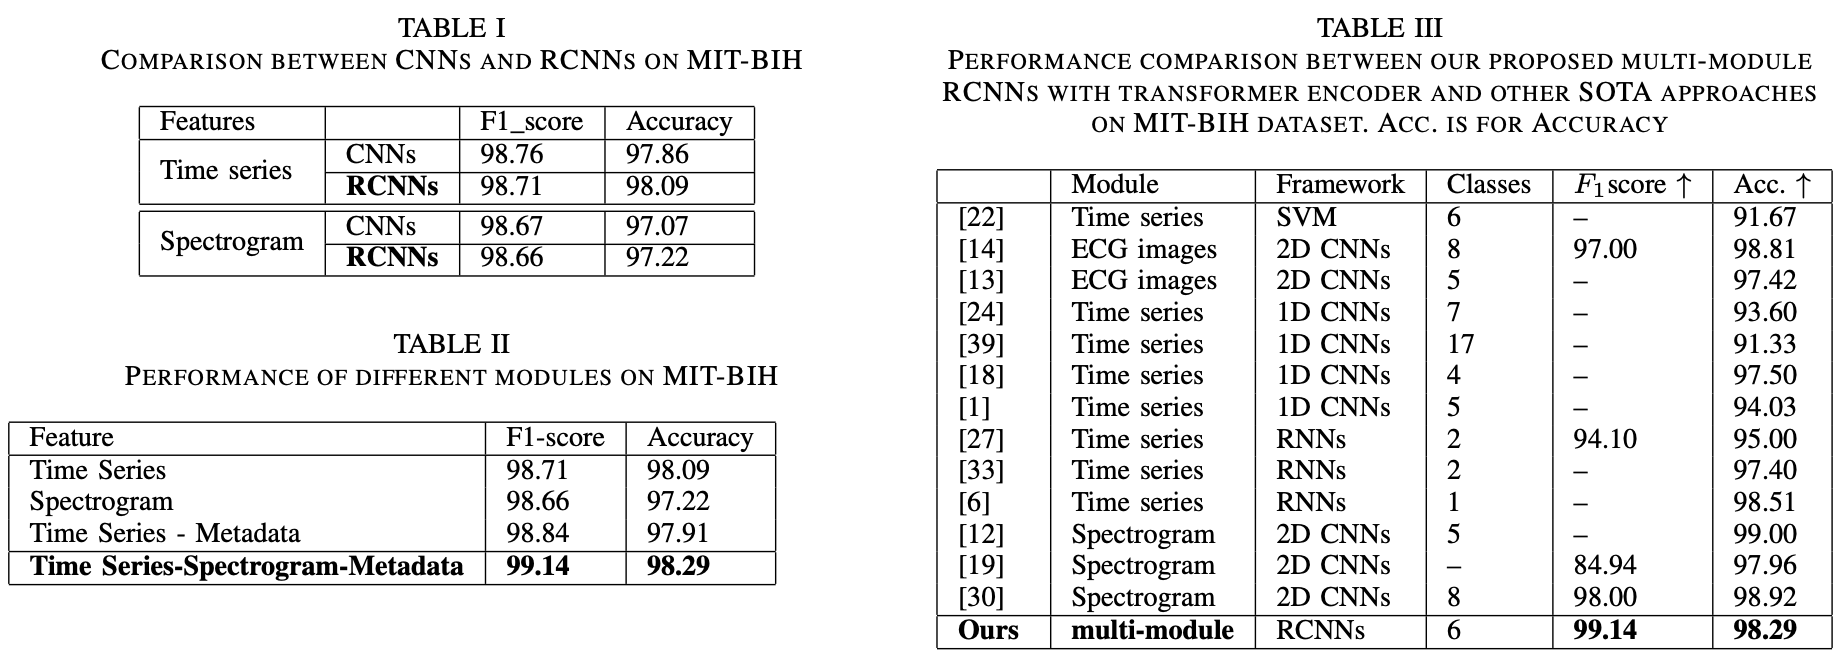 TABLE I
COMPARISON BETWEEN CNNS AND RCNNS ON MIT-BIH
Features F1_score Accuracy
Time series CNNs 98.76 97.86
RCNNs 98.71 98.09
Spectrogram CNNs 98.67 97.07
RCNNs 98.66 97.22
TABLE II
PERFORMANCE OF DIFFERENT MODULES ON MIT-BIH
Feature F1-score Accuracy
Time Series 98.71 98.09
Spectrogram 98.66 97.22
Time Series - Metadata 98.84 97.91
Time Series-Spectrogram-Metadata 99.14 98.29
TABLE III
PERFORMANCE COMPARISON BETWEEN OUR PROPOSED MULTI-MODULE
RCNNS WITH TRANSFORMER ENCODER AND OTHER SOTA APPROACHES
ON MIT-BIH DATASET. ACC. IS FOR ACCURACY
Module Framework Classes F1score ↑ Acc. ↑
[22] Time series SVM 6 – 91.67
[14] ECG images 2D CNNs 8 97.00 98.81
[13] ECG images 2D CNNs 5 – 97.42
[24] Time series 1D CNNs 7 – 93.60
[39] Time series 1D CNNs 17 – 91.33
[18] Time series 1D CNNs 4 – 97.50
[1] Time series 1D CNNs 5 – 94.03
[27] Time series RNNs 2 94.10 95.00
[33] Time series RNNs 2 – 97.40
[6] Time series RNNs 1 – 98.51
[12] Spectrogram 2D CNNs 5 – 99.00
[19] Spectrogram 2D CNNs – 84.94 97.96
[30] Spectrogram 2D CNNs 8 98.00 98.92
Ours multi-module RCNNs 6 99.14 98.29